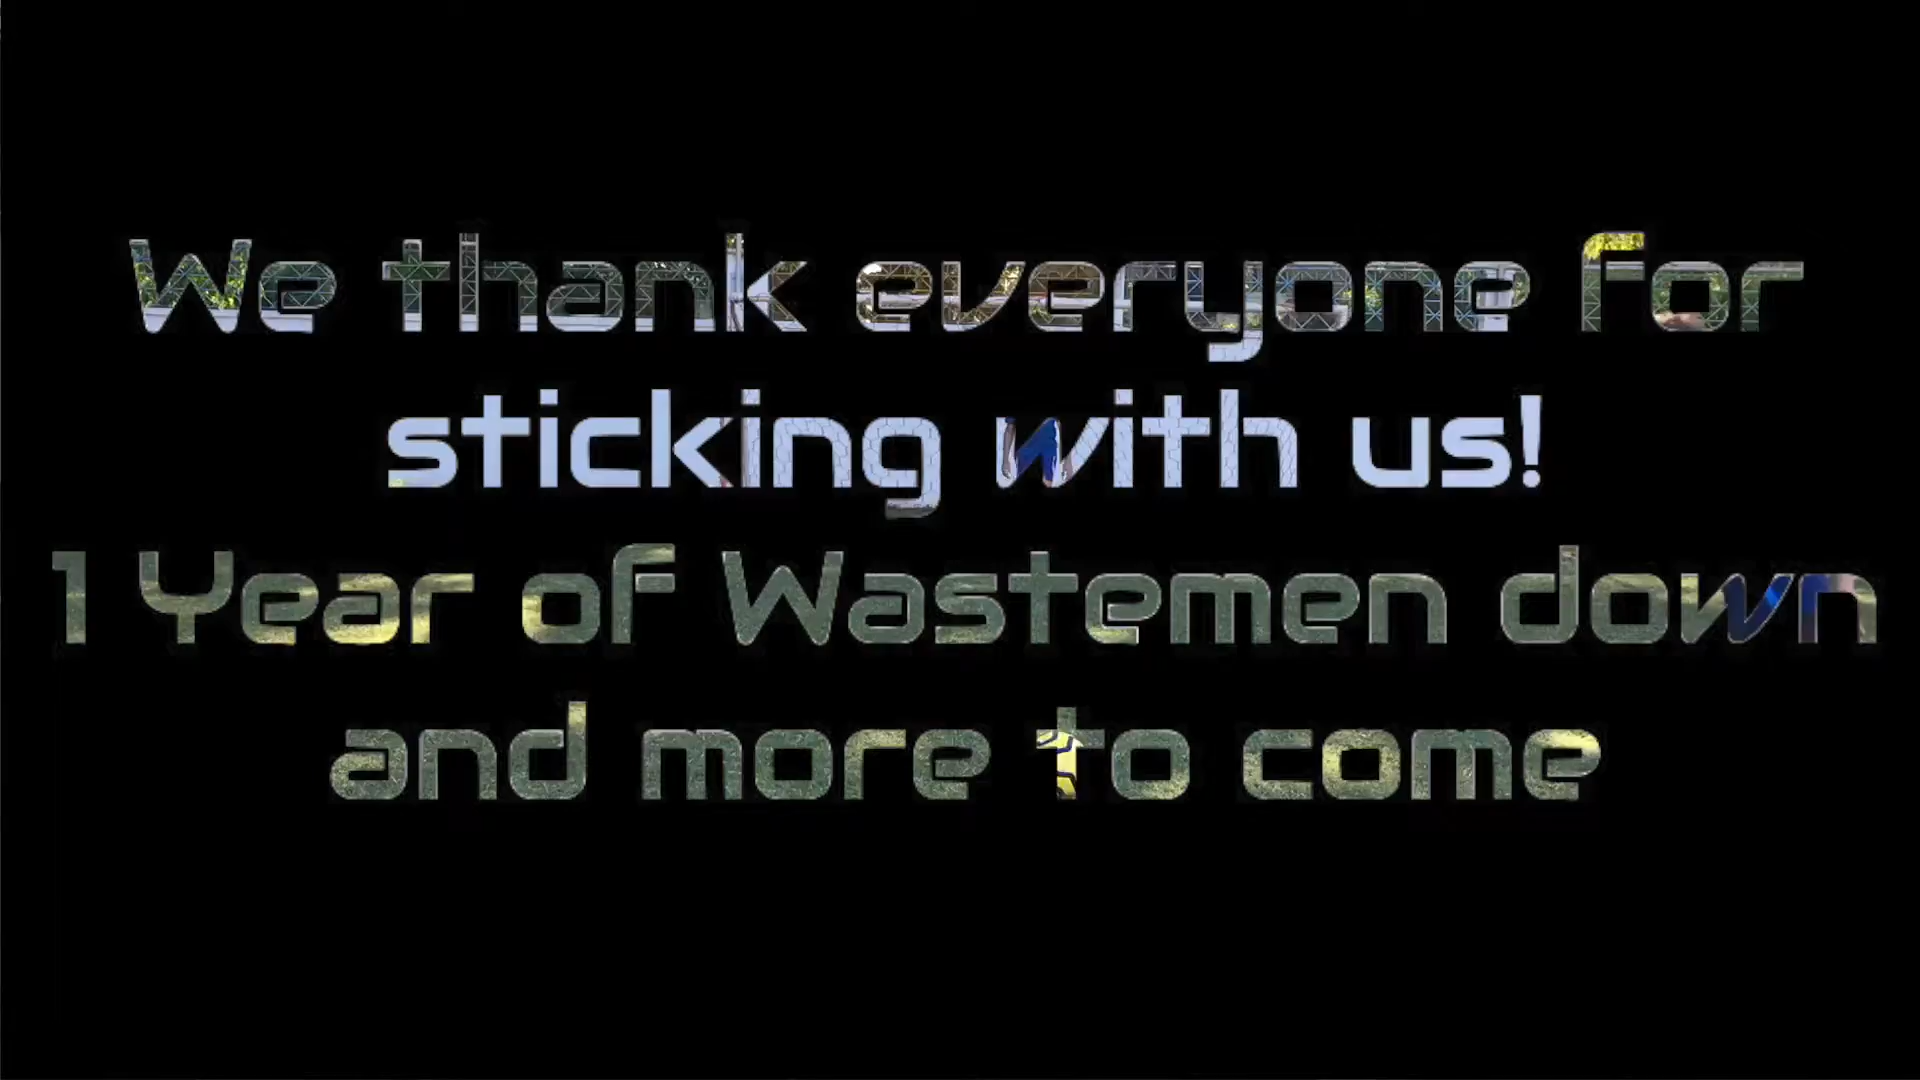 We thank everyone for
sticking with us!
1 Year of Wastemen down
and more to come